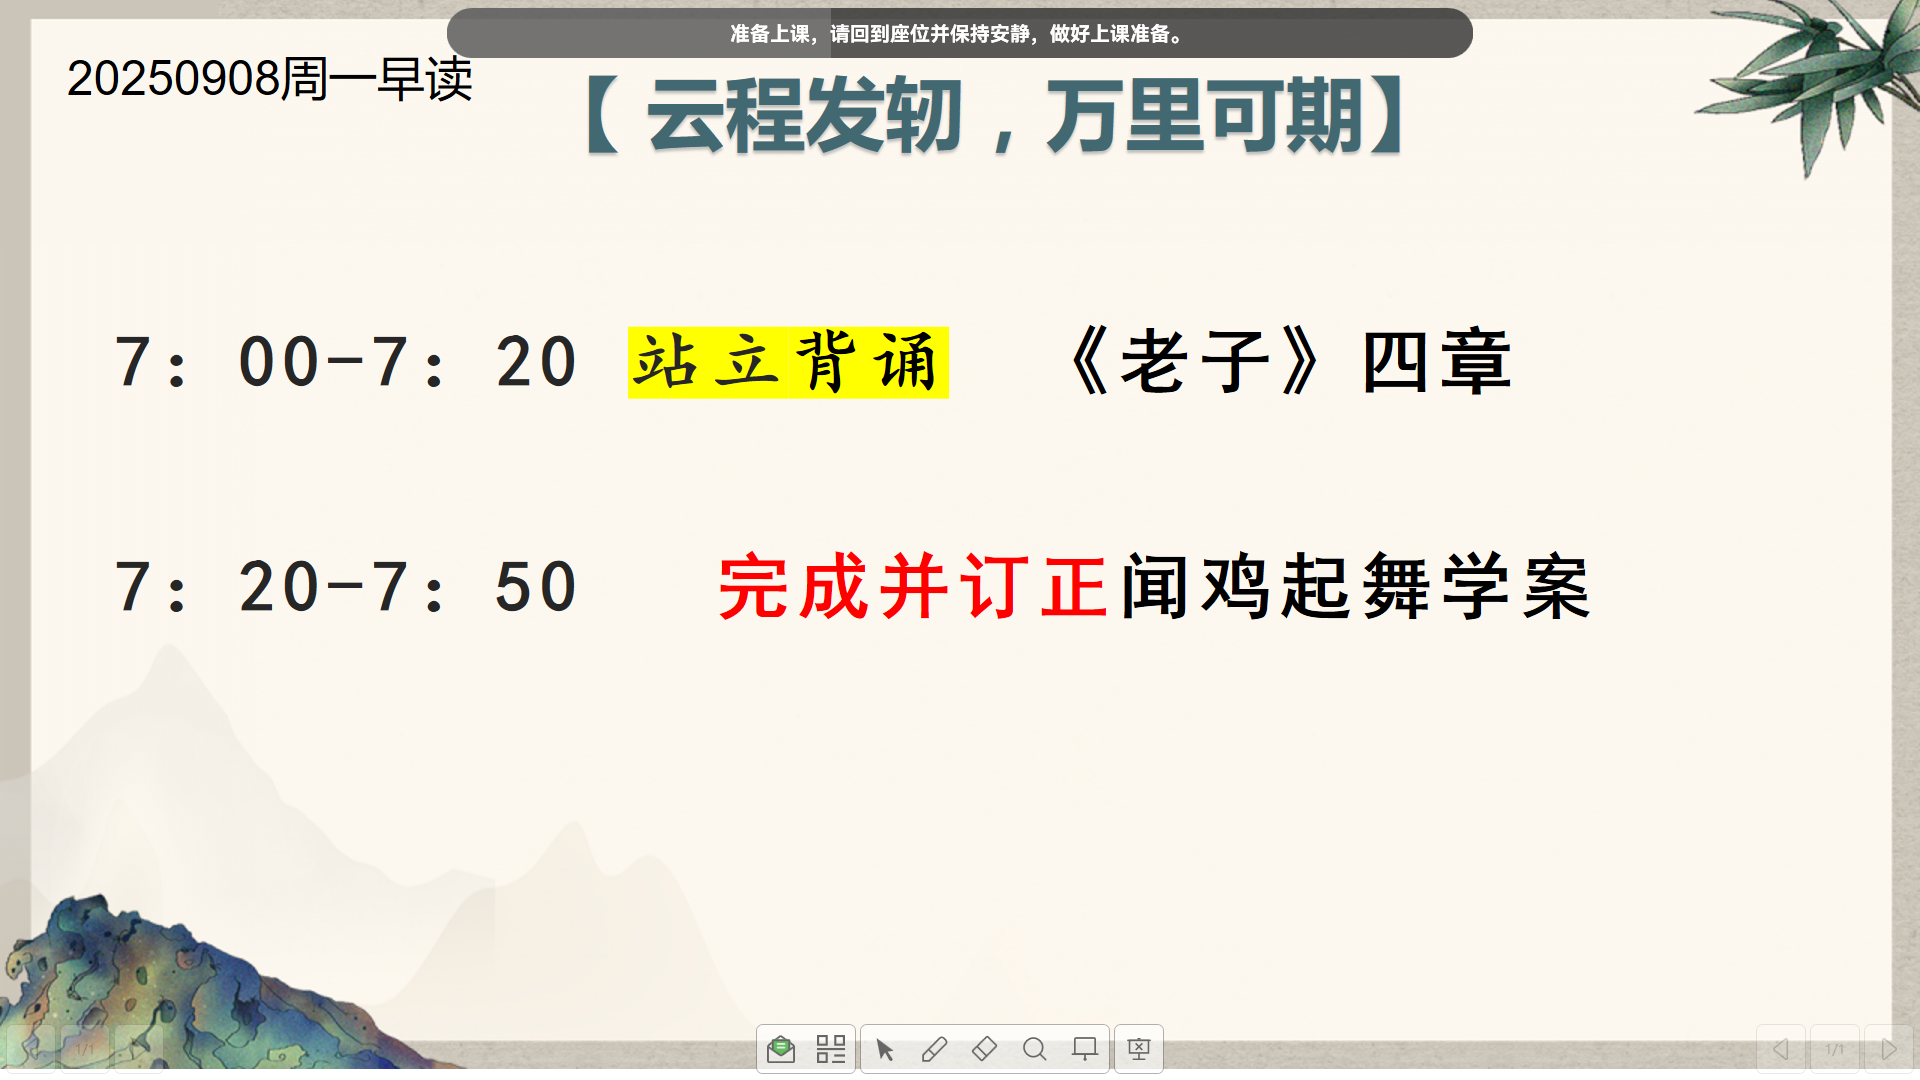 准备上课，请回到座位并保持安静，做好上课准备。
20250908周一早读
【 云程发轫，万里可期】
7：00-7：20 站立背诵 《老子》四章
7：20-7：50 完成并订正闻鸡起舞学案
1/1
1/1